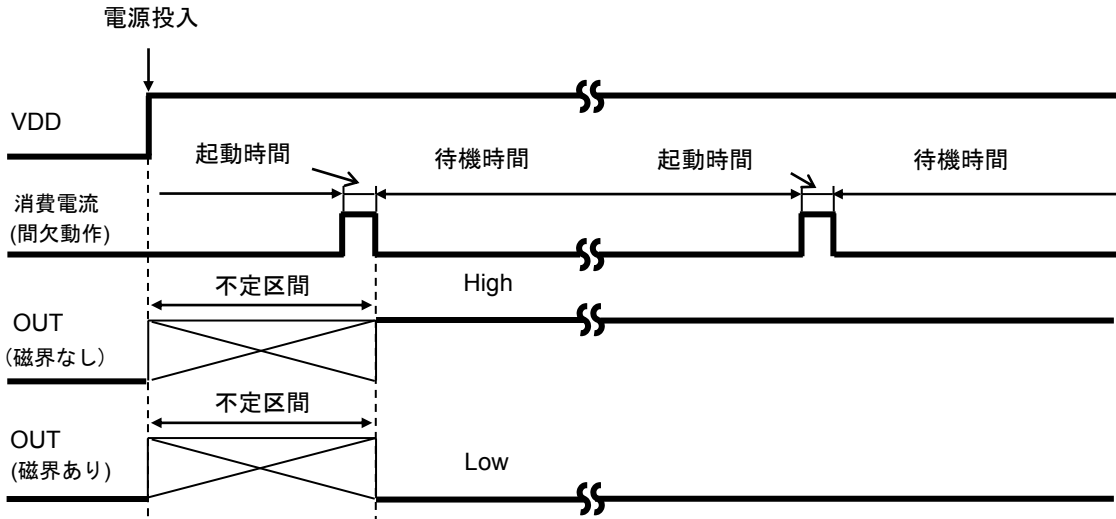 電源投入
VDD
起動時間
待機時間
起動時間
待機時間
消費電流
(間欠動作)
不定区間
High
OUT
(磁界なし)
不定区間
OUT
(磁界あり)
Low